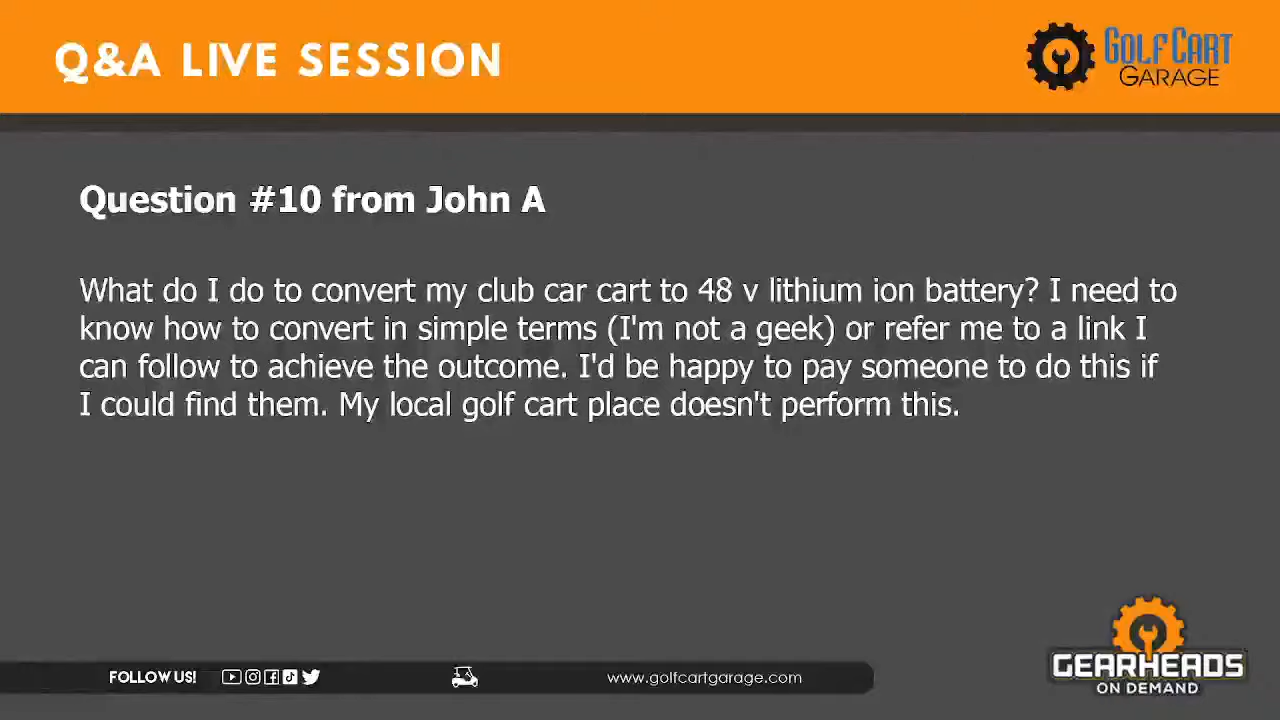 Q&A LIVE SESSION
GOLF CART
GARAGE
Question #10 from John A
What do I do to convert my club car cart to 48 v lithium ion battery? I need to
know how to convert in simple terms (I'm not a geek) or refer me to a link I
can follow to achieve the outcome. I'd be happy to pay someone to do this if
I could find them. My local golf cart place doesn't perform this.
FOLLOW US!
www.golfcartgarage.com
GEARHEADS
ON DEMAND